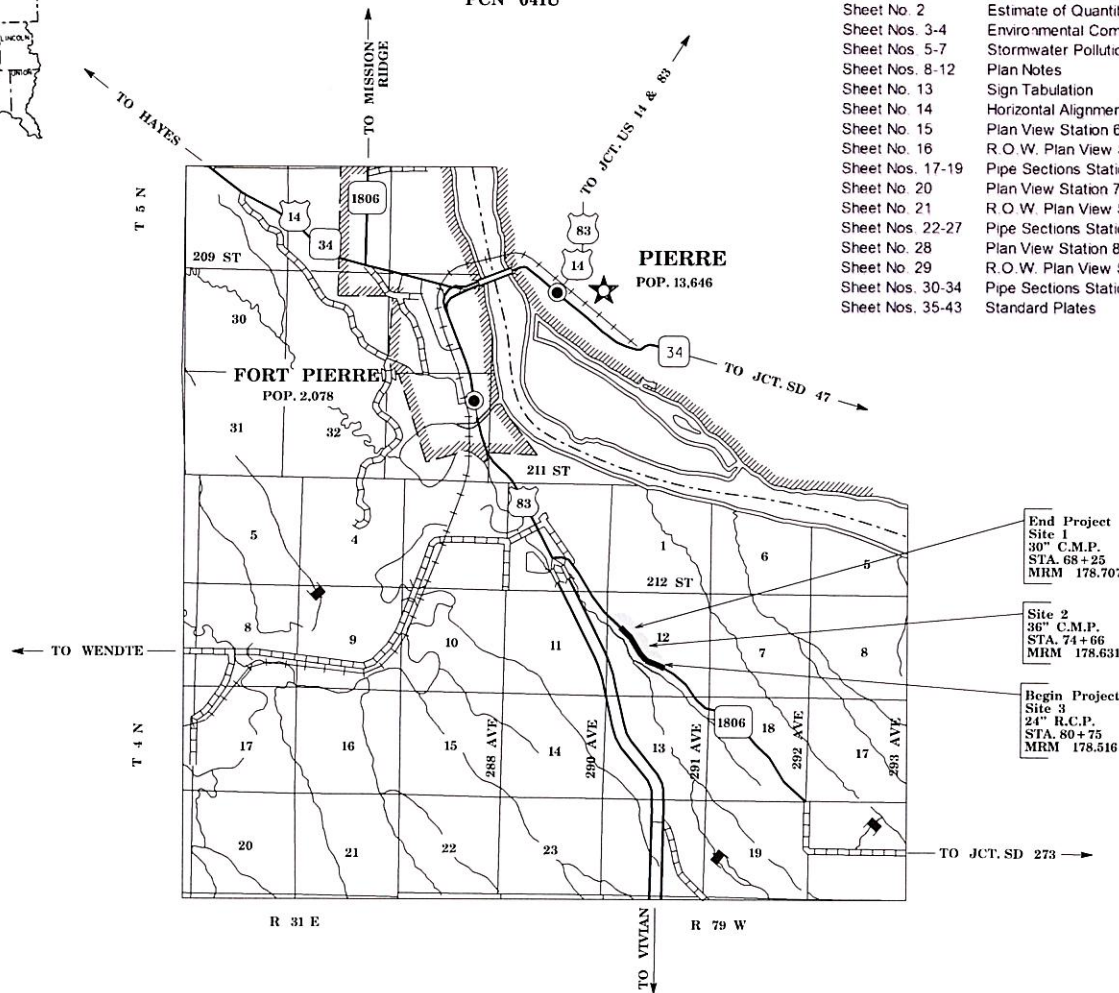 LINCOLN
UNION
Sheet No. 2 Estimate of
Sheet Nos. 3-4
Sheet Nos. 5-7 Stormwater
Sheet Nos. 8-12 Plan Notes
Sheet No. 13 Sign Tabulation
Sheet No. 14 Horizontal
Sheet No. 15 Plan View Station
Sheet No. 16 R.O.W. Plan View
Sheet Nos. 17-19 Pipe Sections
Sheet No. 20 Plan View Station
Sheet No. 21 R.O.W. Plan View
Sheet Nos. 22-27 Pipe Sections
Sheet No. 28 Plan View Station
Sheet No. 29 R.O.W. Plan View
Sheet Nos. 30-34 Pipe Sections
Sheet Nos. 35-43 Standard Plates
TO HAYES
TO MISSION
RIDGE
TO JCT. US 14 & 83
T 5 N
1806
14
34
209 ST
83
14
PIERRE
POP. 13,646
34
TO JCT. SD 47
30
FORT PIERRE
POP. 2,078
31
32
211 ST
83
5
4
1
6
5
212 ST
End Project
Site 1
30" C.M.P.
STA. 68+25
MRM 178.707
8
9
10
11
12
7
8
Site 2
36" C.M.P.
STA. 74+66
MRM 178.631
TO WENDTE
Begin Project
Site 3
24" R.C.P.
STA. 80+75
MRM 178.516
T 4 N
17
16
15
288 AVE
14
290 AVE
13
291 AVE
1806
18
292 AVE
17
293 AVE
20
21
22
23
19
TO JCT. SD 273
R 31 E
R 79 W
TO VIVIAN